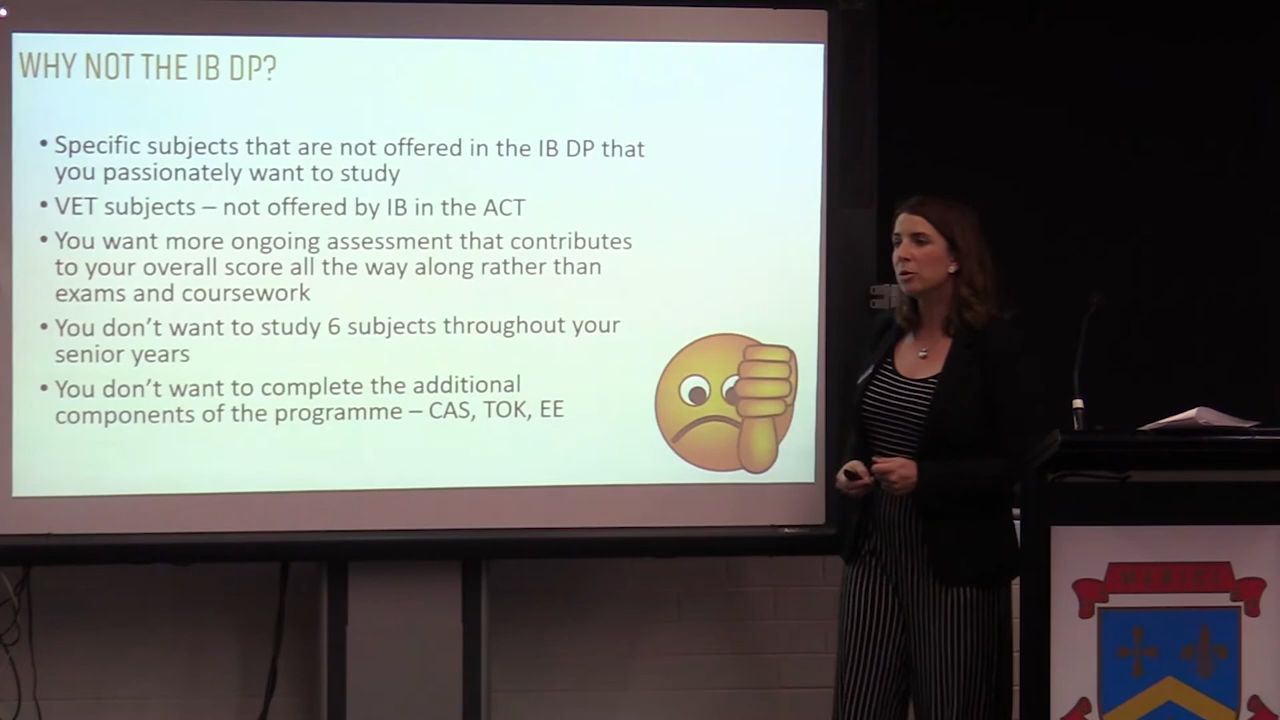 WHY NOT THE IB DP?
• Specific subjects that are not offered in the IB DP that
you passionately want to study
• VET subjects – not offered by IB in the ACT
• You want more ongoing assessment that contributes
to your overall score all the way along rather than
exams and coursework
• You don't want to study 6 subjects throughout your
senior years
• You don't want to complete the additional
components of the programme – CAS, TOK, EE